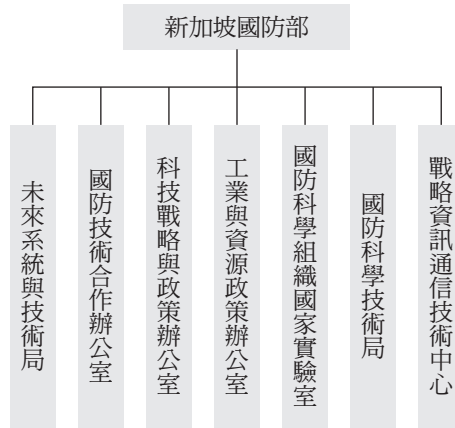 新加坡國防部
未來系統與技術局
國防技術合作辦公室
科技戰略與政策辦公室
工業與資源政策辦公室
國防科學組織國家實驗室
國防科學技術局
戰略資訊通信技術中心